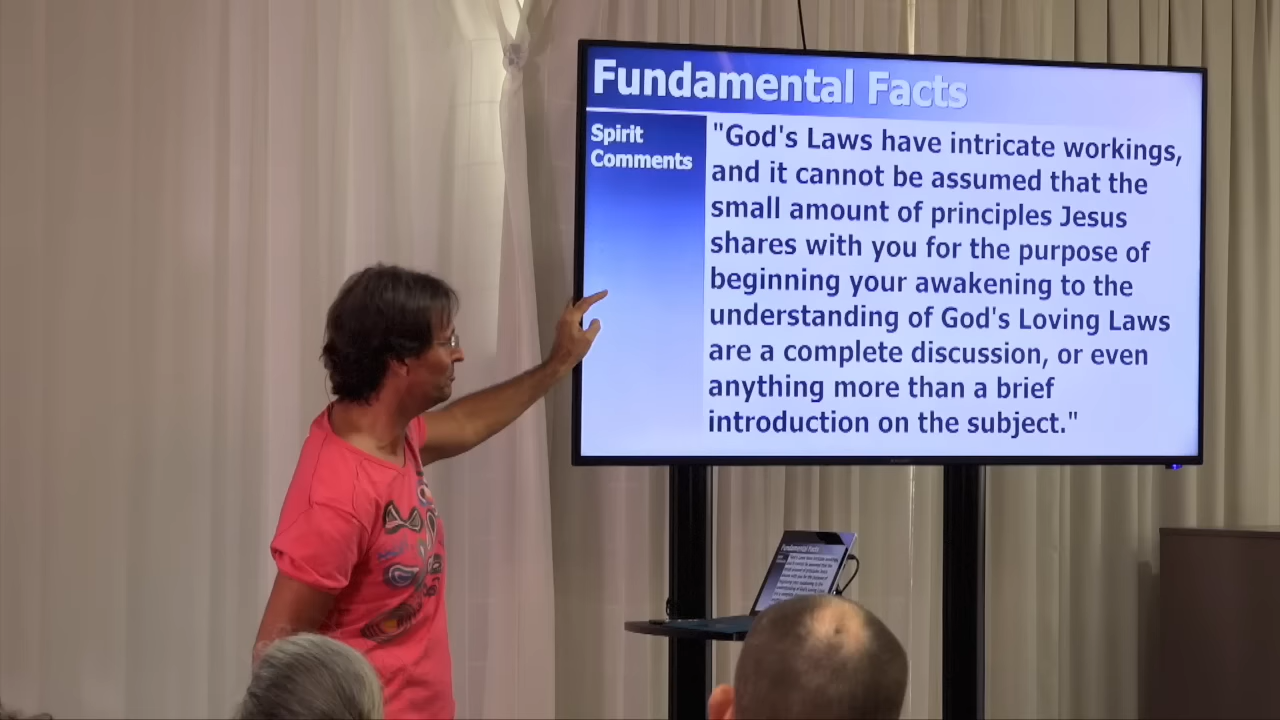 Fundamental Facts
Spirit
Comments
"God's Laws have intricate workings,
and it cannot be assumed that the
small amount of principles Jesus
shares with you for the purpose of
beginning your awakening to the
understanding of God's Loving Laws
are a complete discussion, or even
anything more than a brief
introduction on the subject."
Fundamental Facts